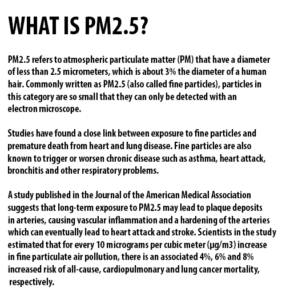 WHAT IS PM2.5?
PM2.5 refers to atmospheric particulate matter (PM) that have a diameter
of less than 2.5 micrometers, which is about 3% the diameter of a human
hair. Commonly written as PM2.5 (also called fine particles), particles in
this category are so small that they can only be detected with an
electron microscope.
Studies have found a close link between exposure to fine particles and
premature death from heart and lung disease. Fine particles are also
known to trigger or worsen chronic disease such as asthma, heart attack,
bronchitis and other respiratory problems.
A study published in the Journal of the American Medical Association
suggests that long-term exposure to PM2.5 may lead to plaque deposits
in arteries, causing vascular inflammation and a hardening of the arteries
which can eventually lead to heart attack and stroke. Scientists in the study
estimated that for every 10 micrograms per cubic meter (μg/m3) increase
in fine particulate air pollution, there is an associated 4%, 6% and 8%
increased risk of all-cause, cardiopulmonary and lung cancer mortality,
respectively.